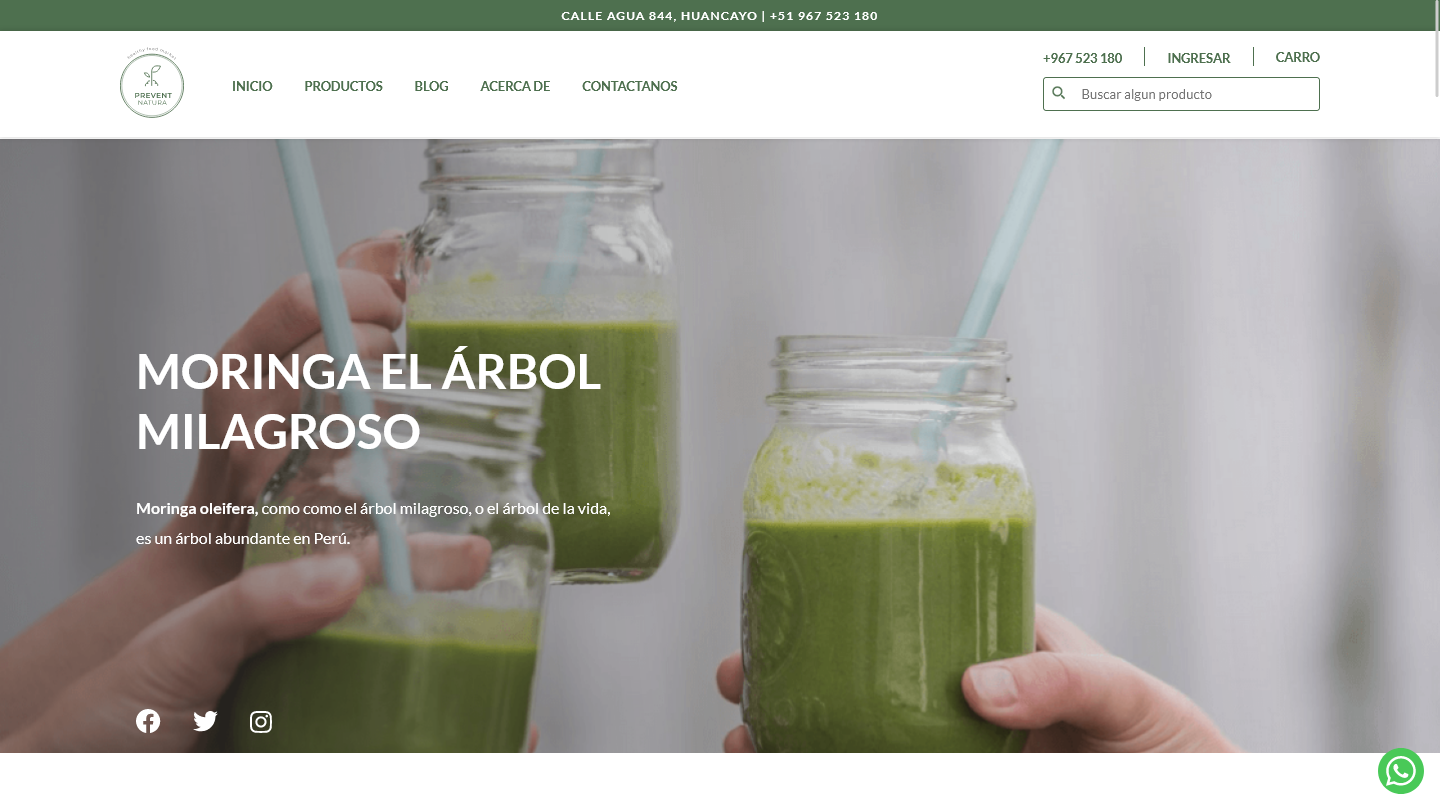 CALLE AGUA 844, HUANCAYO | +51 967 523 180
healthy food market
PREVENT
NATURA
INICIO PRODUCTOS BLOG ACERCA DE CONTACTANOS
+967 523 180 INGRESAR CARRO
Buscar algun producto
MORINGA EL ÁRBOL
MILAGROSO
Moringa oleifera, como como el árbol milagroso, o el árbol de la vida,
es un árbol abundante en Perú.